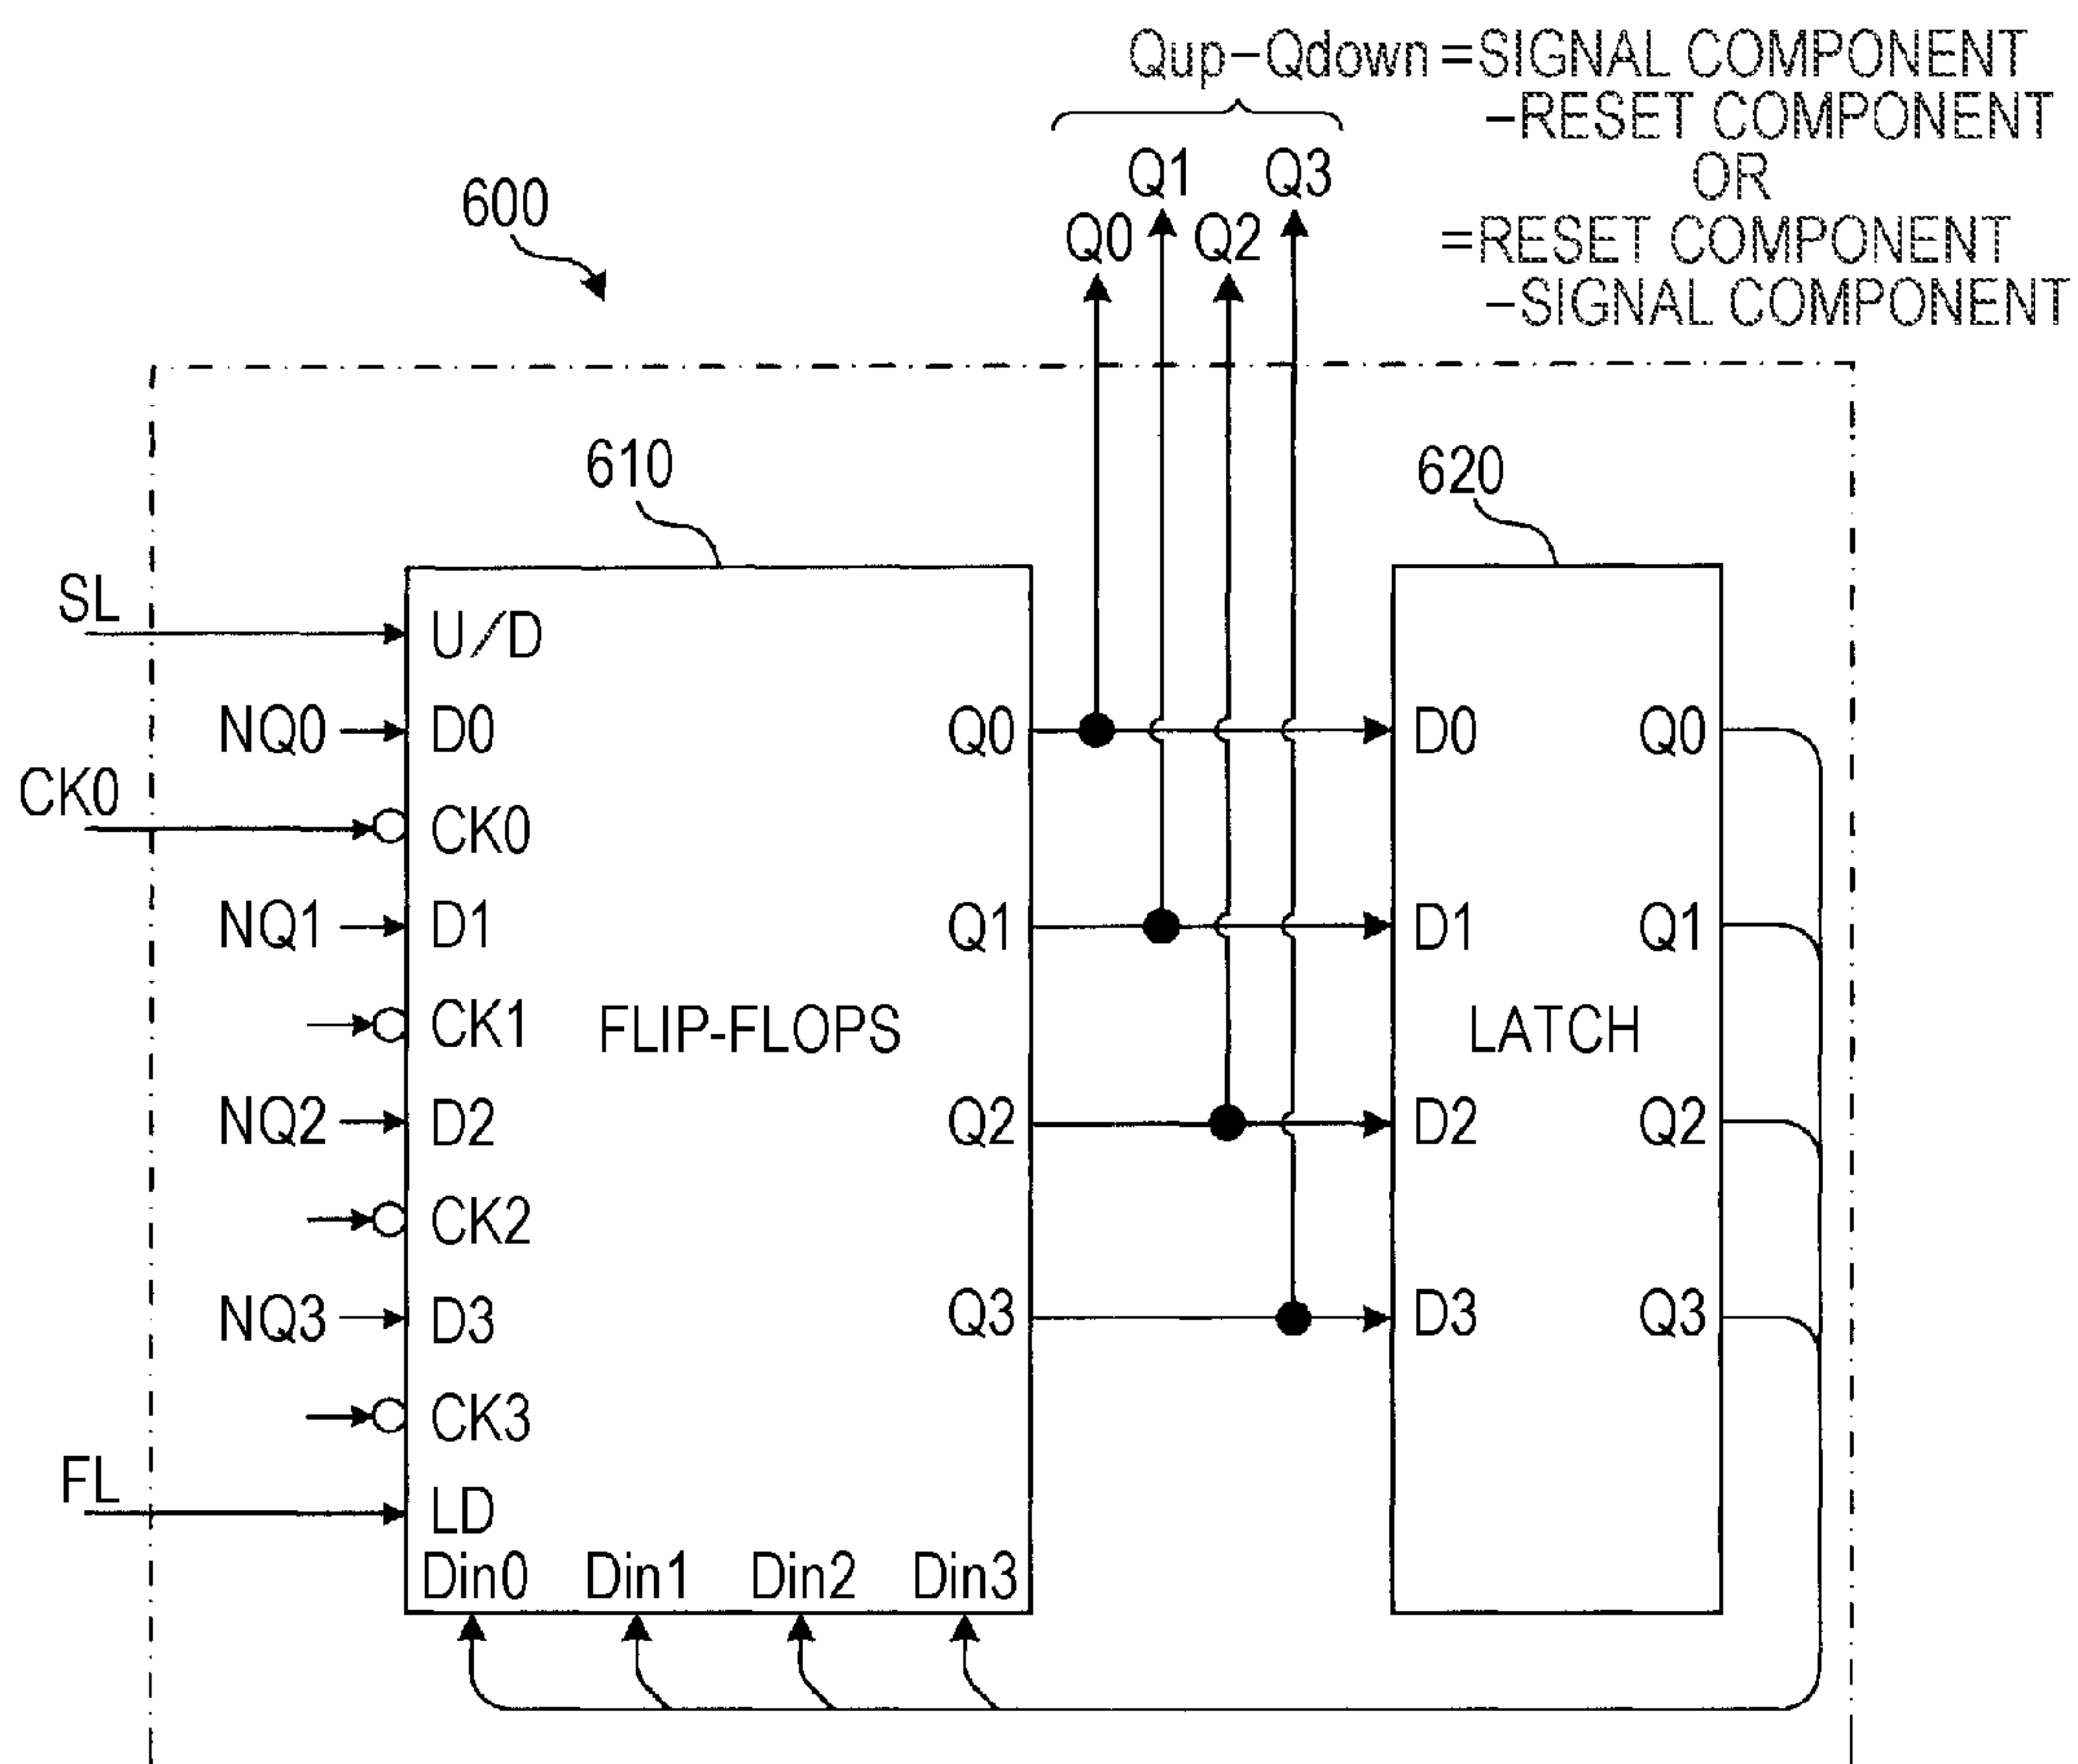 Qup-Qdown =SIGNAL COMPONENT
-RESET COMPONENT
OR
=RESET COMPONENT
-SIGNAL COMPONENT
Q1 Q3
Q0 Q2
600
610
620
SL
U/D
NQ0 D0 Q0 D0 Q0
CK0 CK0
NQ1 D1 Q1 D1 Q1
CK1 FLIP-FLOPS LATCH
NQ2 D2 Q2 D2 Q2
CK2
NQ3 D3 Q3 D3 Q3
CK3
FL LD
Din0 Din1 Din2 Din3